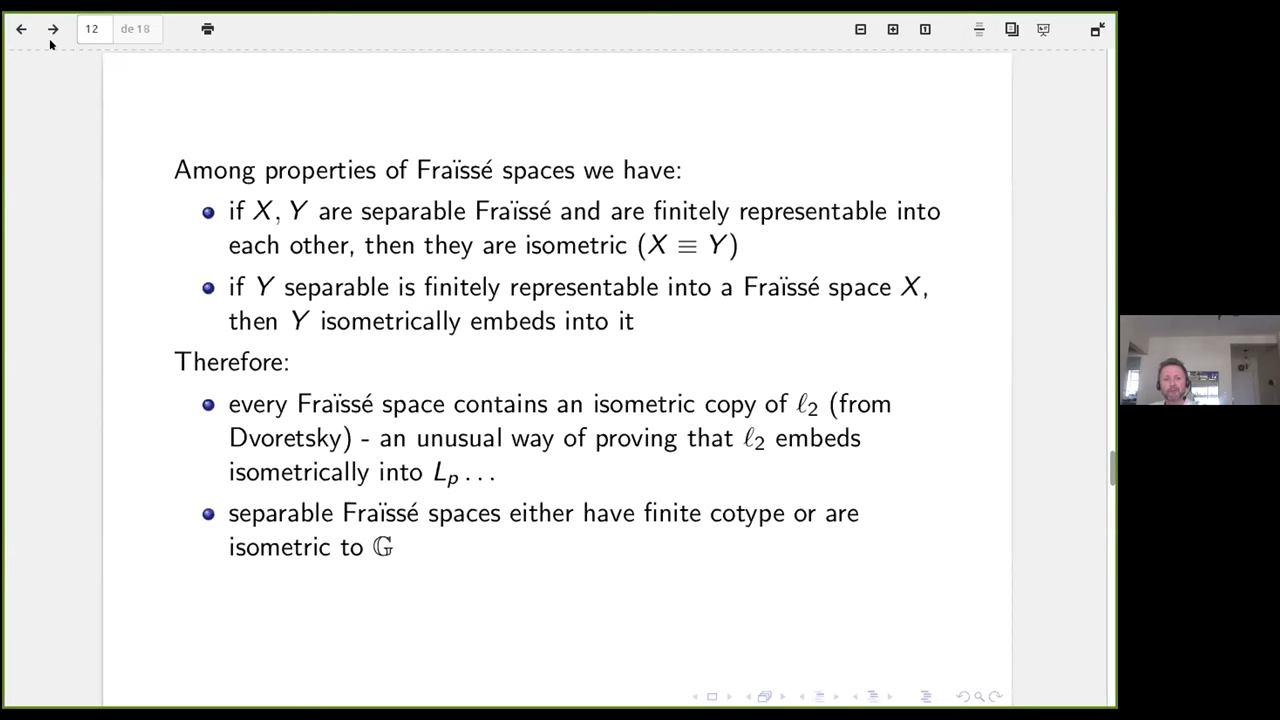 12 de 18
Among properties of Fraïssé spaces we have:
if X, Y are separable Fraïssé and are finitely representable into
each other, then they are isometric (X ≡ Y)
if Y separable is finitely representable into a Fraïssé space X,
then Y isometrically embeds into it
Therefore:
every Fraïssé space contains an isometric copy of ℓ₂ (from
Dvoretsky) - an unusual way of proving that ℓ₂ embeds
isometrically into Lₚ ...
separable Fraïssé spaces either have finite cotype or are
isometric to 𝔾